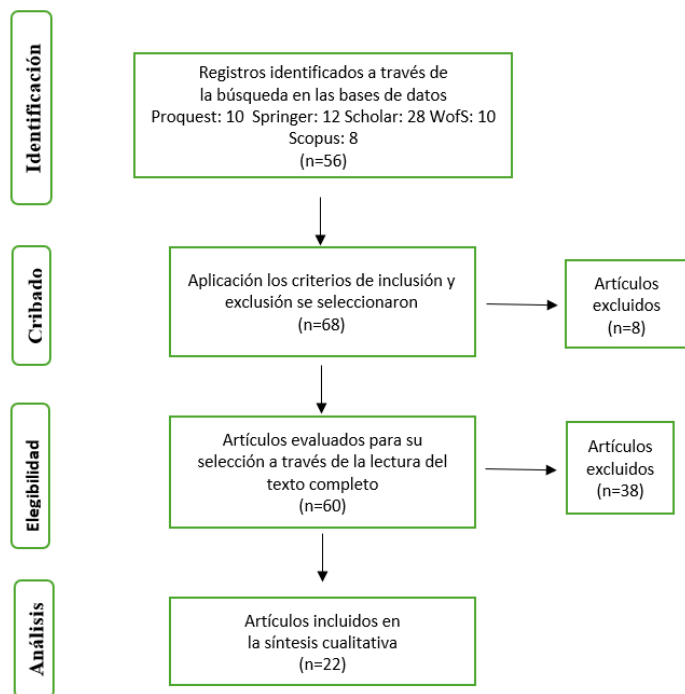 Identificación
Registros identificados a través de
la búsqueda en las bases de datos
Proquest: 10 Springer: 12 Scholar: 28 WofS: 10
Scopus: 8
(n=56)
Cribado
Aplicación los criterios de inclusión y
exclusión se seleccionaron
(n=68)
Artículos
excluidos
(n=8)
Elegibilidad
Artículos evaluados para su
selección a través de la lectura del
texto completo
(n=60)
Artículos
excluidos
(n=38)
Análisis
Artículos incluidos en
la síntesis cualitativa
(n=22)